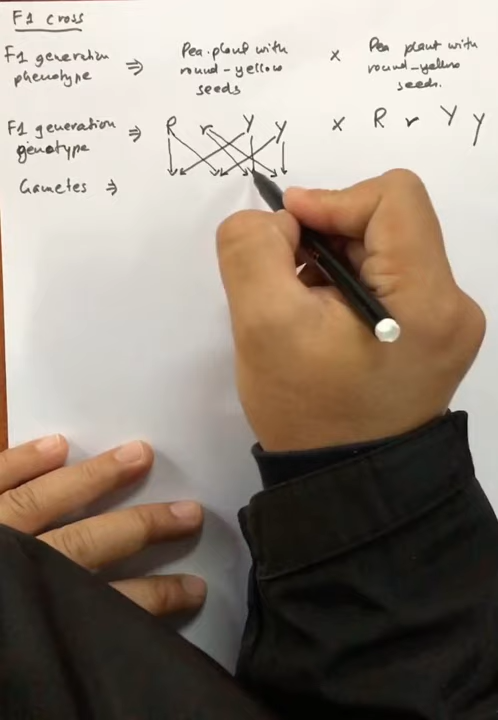 F1 cross
F1 generation phenotype ⇒ Pea plant with round-yellow seeds × Pea plant with round-yellow seeds.
F1 generation genotype ⇒ R r Y y × R r Y y
Gametes ⇒